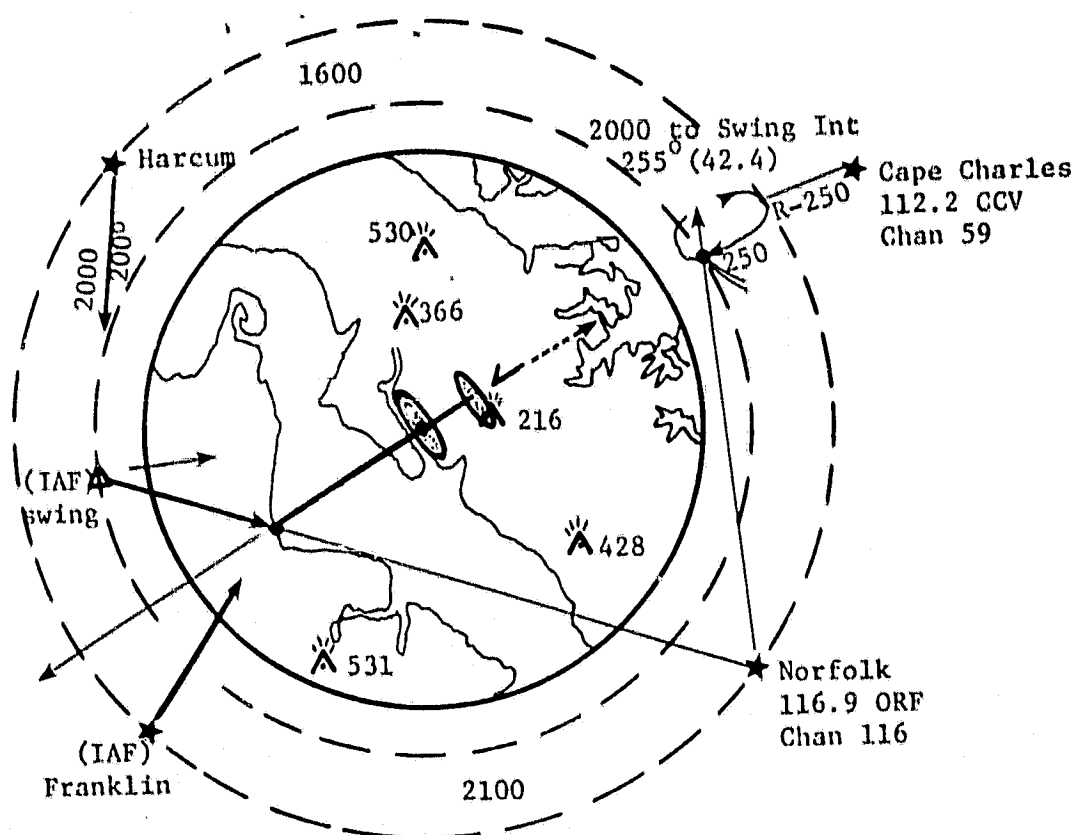 1600
2000 to Swing Int
255° (42.4)
Harcum
Cape Charles
112.2 CCV
Chan 59
R-250
250
530
2000
200°
366
216
(IAF)
swing
428
531
Norfolk
116.9 ORF
Chan 116
(IAF)
Franklin
2100